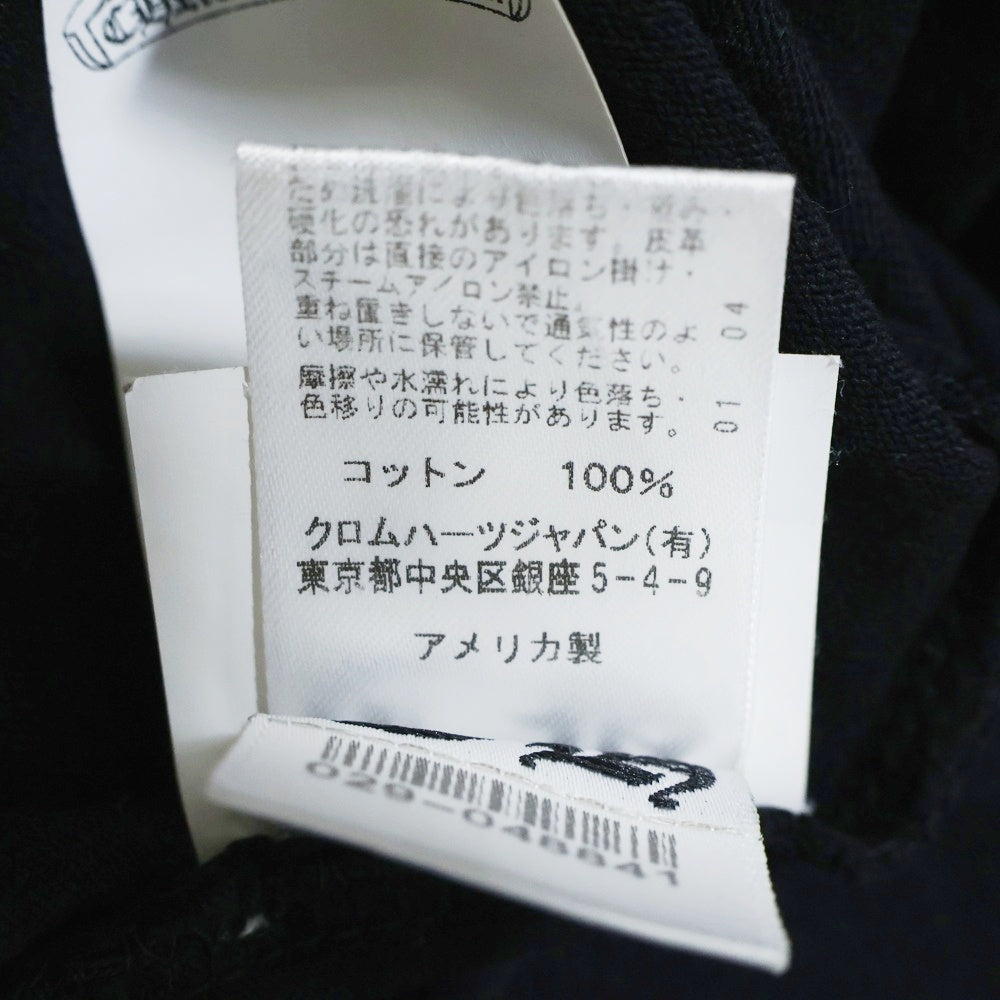 硬化の恐れがあります。皮革
部分は直接のアイロン掛け・
スチームアイロン禁止。
重ね置きしないで通気性のよ
い場所に保管してください。
摩擦や水濡れにより色落ち・
色移りの可能性があります。
01 04
コットン 100%
クロムハーツジャパン(有)
東京都中央区銀座5-4-9
アメリカ製
029-048841